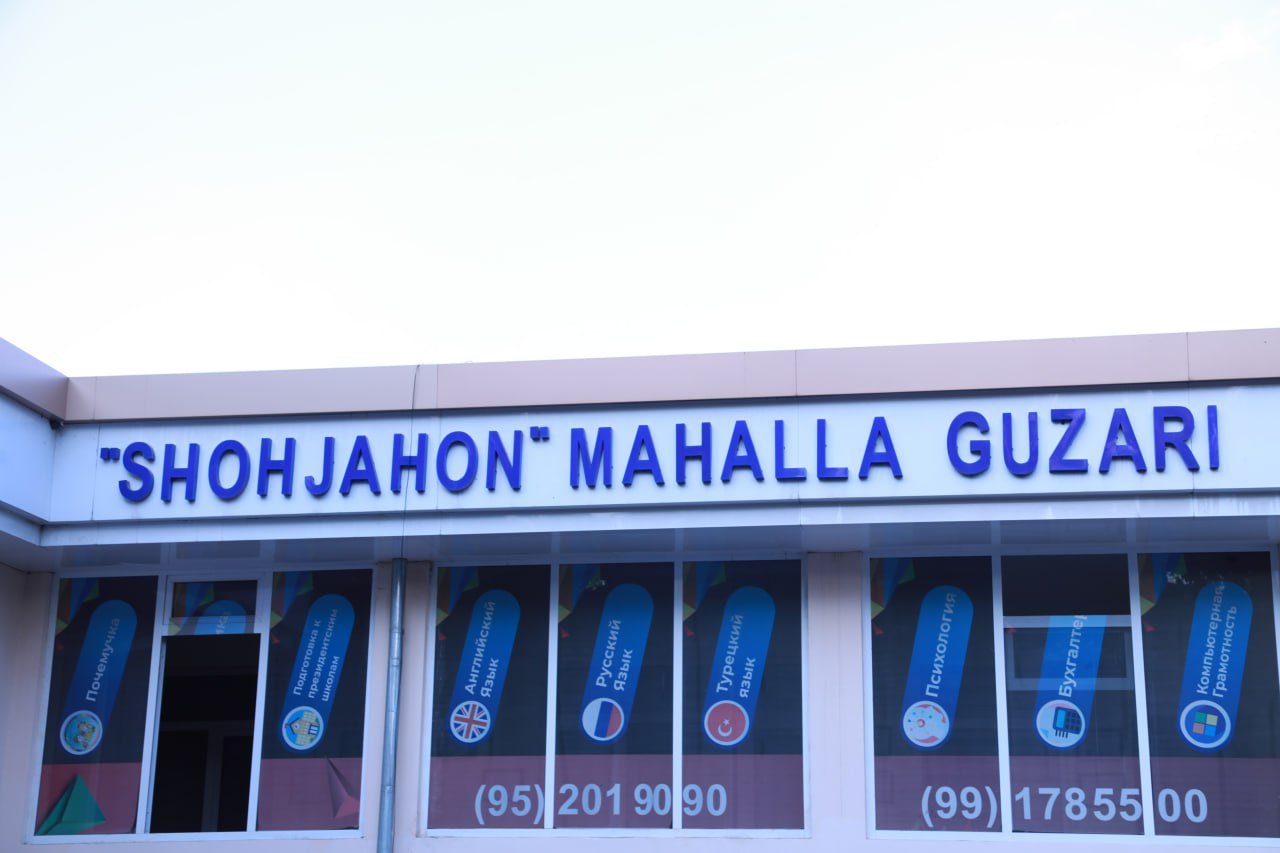 "SHOHJAHON" MAHALLA GUZARI
Почемучка
Подготовка к
президентским
школам
Английский
Язык
Русский
Язык
Турецкий
язык
Психология
Компьютерная
Грамотность
(95) 201 90 90
(99) 178 55 00